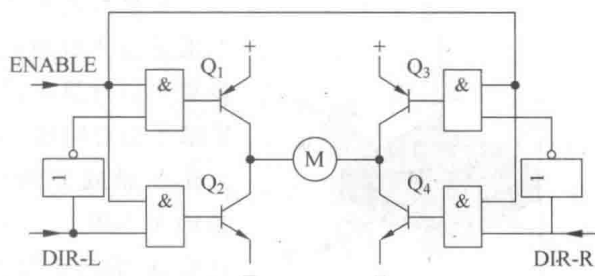 + +
ENABLE Q1 Q3
& &
M
1 1
Q2 Q4
& &
DIR-L DIR-R
− −